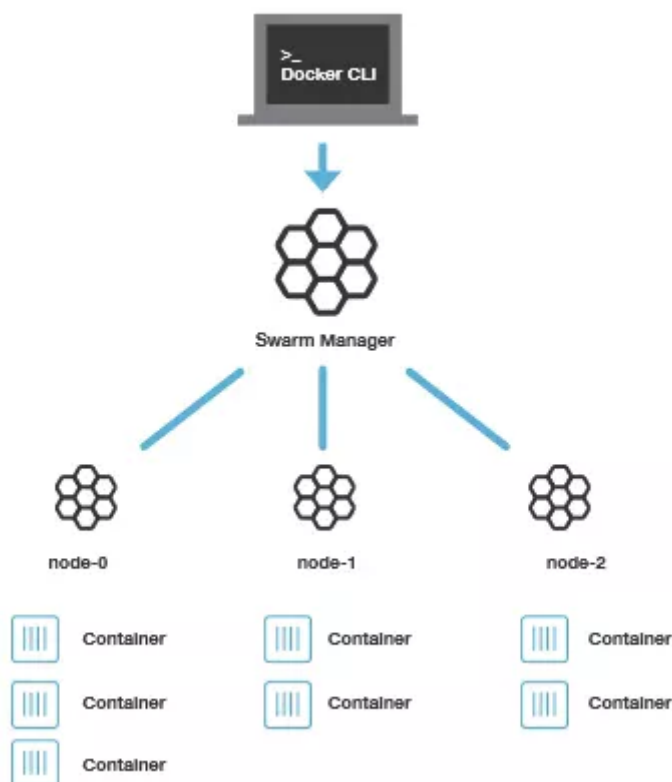 >_
Docker CLI
Swarm Manager
node-0
node-1
node-2
Container
Container
Container
Container
Container
Container
Container